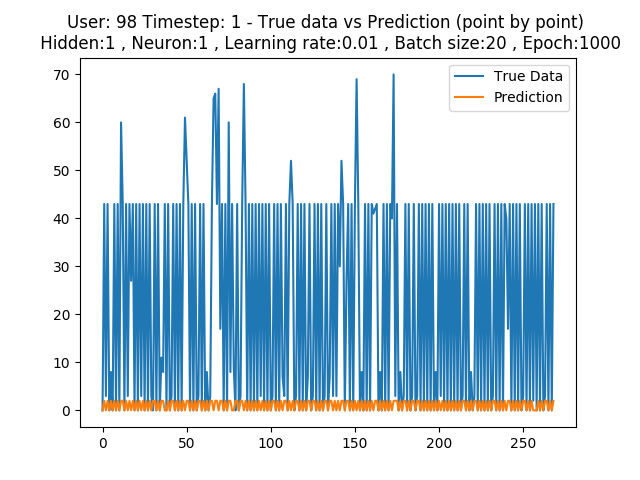 User: 98 Timestep: 1 - True data vs Prediction (point by point)
Hidden:1 , Neuron:1 , Learning rate:0.01 , Batch size:20 , Epoch:1000
True Data
Prediction
70
60
50
40
30
20
10
0
0 50 100 150 200 250